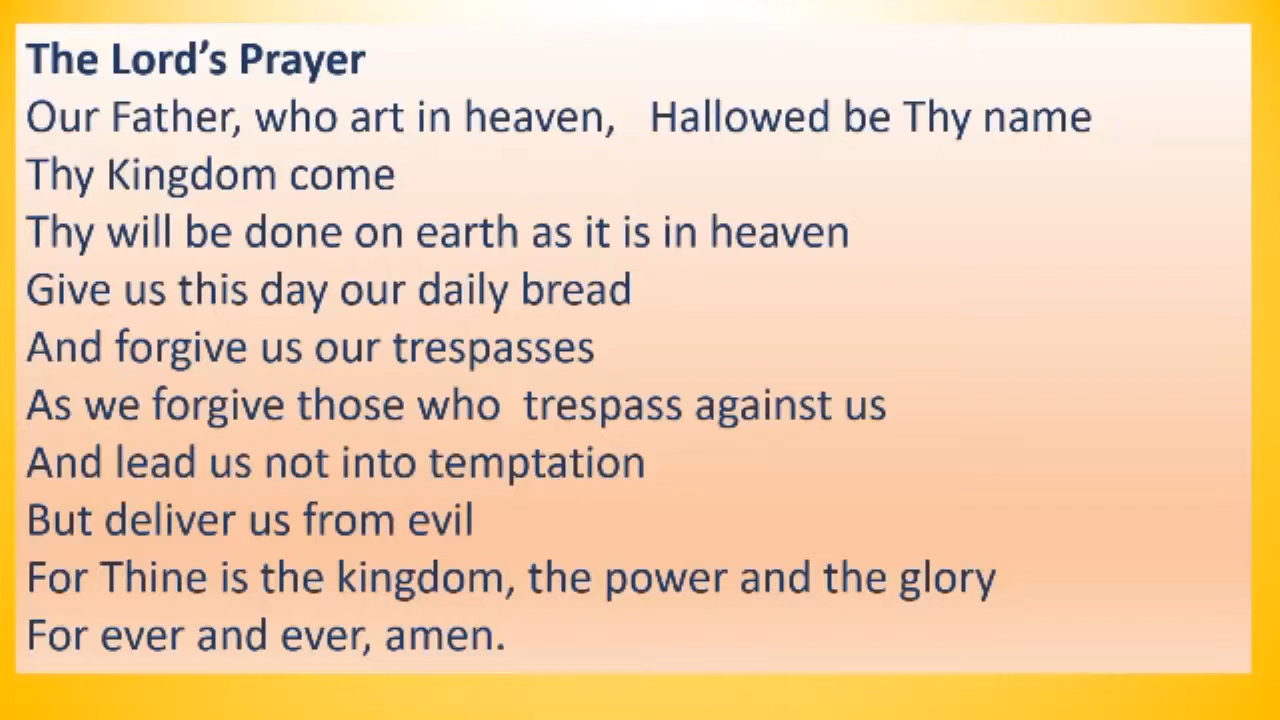 The Lord’s Prayer
Our Father, who art in heaven,   Hallowed be Thy name
Thy Kingdom come
Thy will be done on earth as it is in heaven
Give us this day our daily bread
And forgive us our trespasses
As we forgive those who  trespass against us
And lead us not into temptation
But deliver us from evil
For Thine is the kingdom, the power and the glory
For ever and ever, amen.